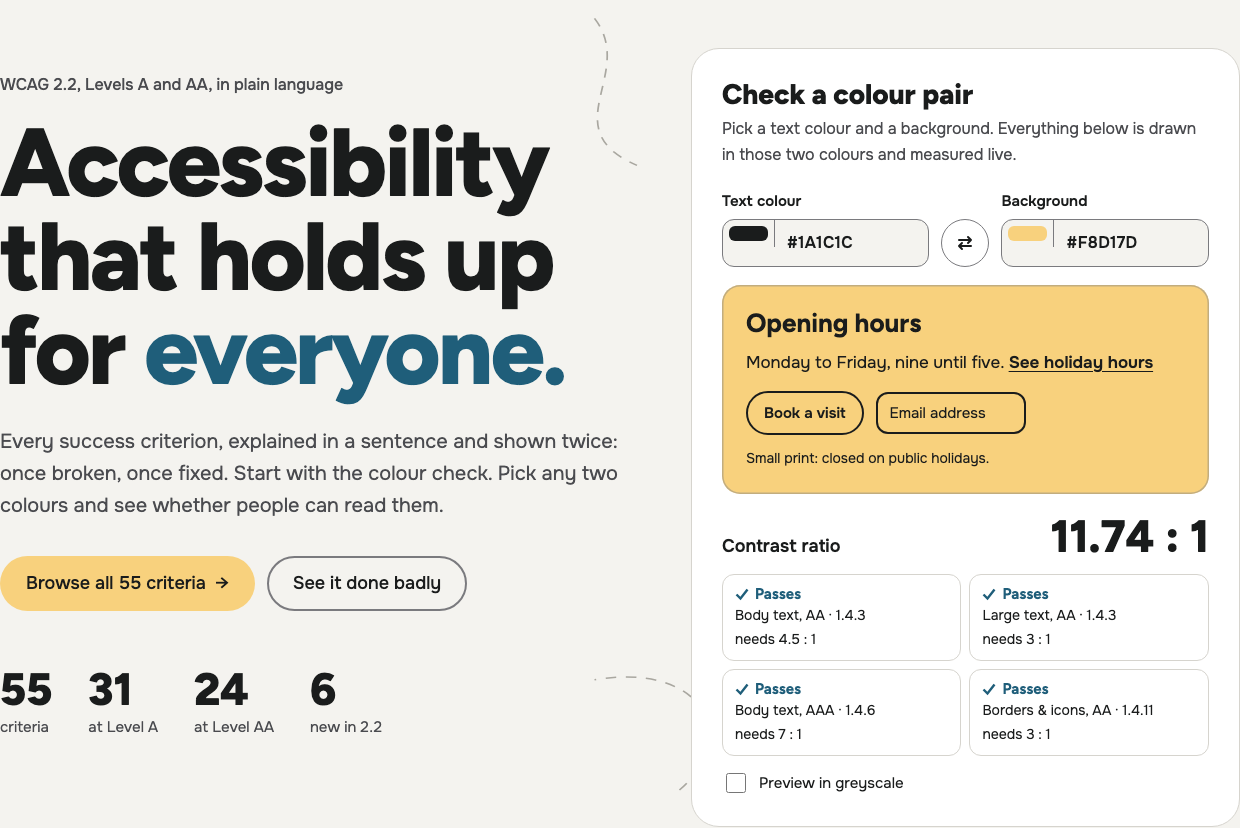 WCAG 2.2, Levels A and AA, in plain language
Accessibility
that holds up
for everyone.
Every success criterion, explained in a sentence and shown twice:
once broken, once fixed. Start with the colour check. Pick any two
colours and see whether people can read them.
Browse all 55 criteria →
See it done badly
55
criteria
31
at Level A
24
at Level AA
6
new in 2.2
Check a colour pair
Pick a text colour and a background. Everything below is drawn
in those two colours and measured live.
Text colour
#1A1C1C
Background
#F8D17D
Opening hours
Monday to Friday, nine until five. See holiday hours
Book a visit
Email address
Small print: closed on public holidays.
Contrast ratio
11.74 : 1
Passes
Body text, AA · 1.4.3
needs 4.5 : 1
Passes
Large text, AA · 1.4.3
needs 3 : 1
Passes
Body text, AAA · 1.4.6
needs 7 : 1
Passes
Borders & icons, AA · 1.4.11
needs 3 : 1
Preview in greyscale